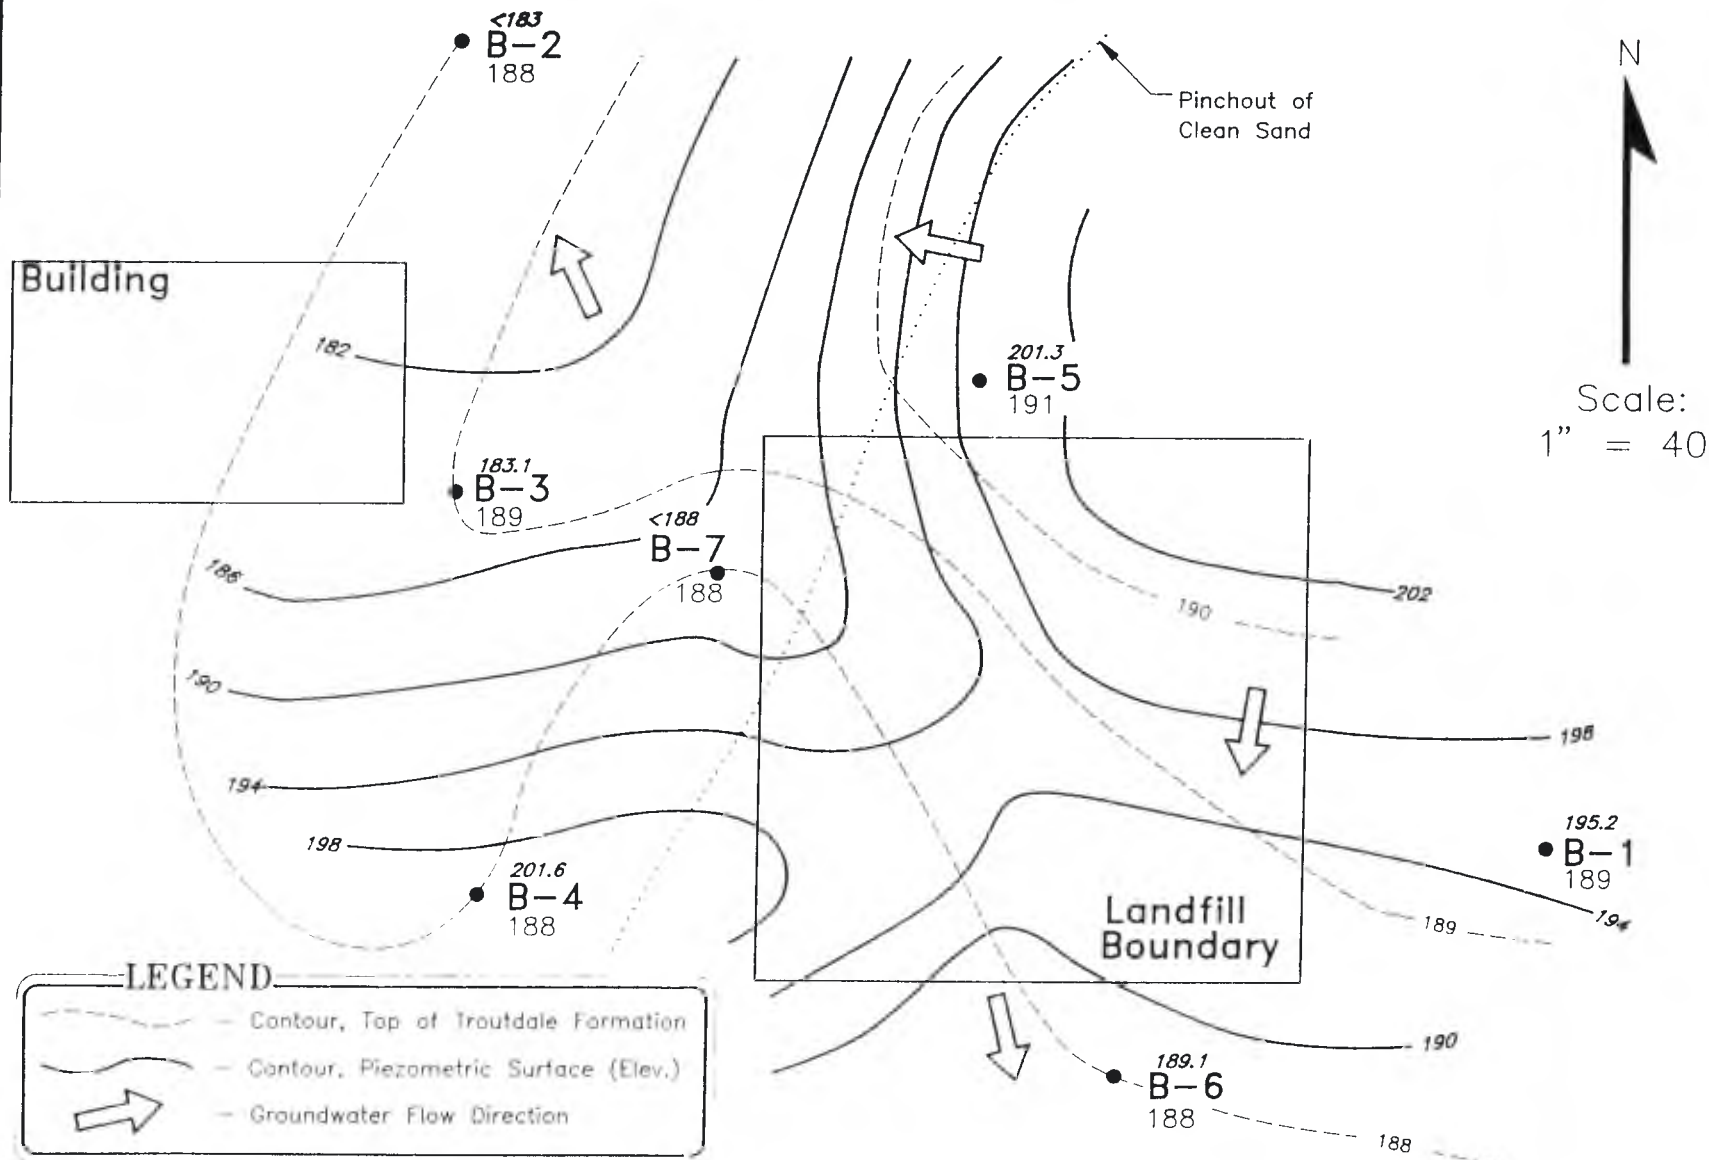 <183
B-2
188
N
Pinchout of
Clean Sand
Building
182
201.3
B-5
191
Scale:
1" = 40
183.1
B-3
189
<188
B-7
188
186
202
190
190
194
198
198
195.2
B-1
189
194
201.6
B-4
188
Landfill
Boundary
189
190
189.1
B-6
188
188
LEGEND
- Contour, Top of Troutdale Formation
- Contour, Piezometric Surface (Elev.)
- Groundwater Flow Direction